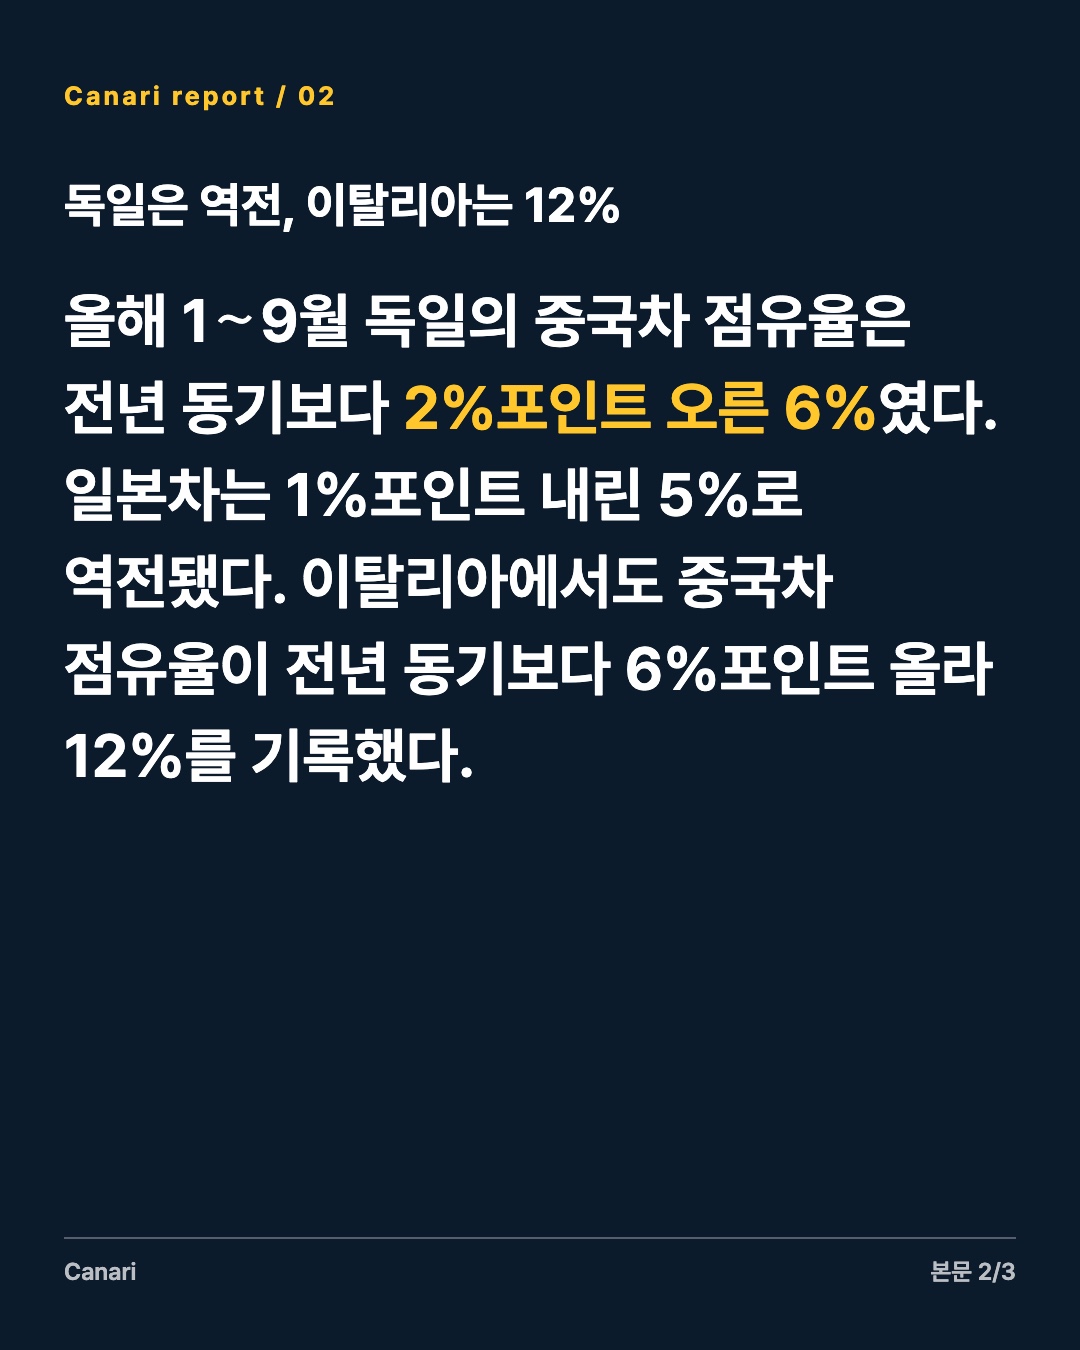 Canari report / 02
독일은 역전, 이탈리아는 12%
올해 1~9월 독일의 중국차 점유율은
전년 동기보다 2%포인트 오른 6%였다.
일본차는 1%포인트 내린 5%로
역전됐다. 이탈리아에서도 중국차
점유율이 전년 동기보다 6%포인트 올라
12%를 기록했다.
Canari
본문 2/3